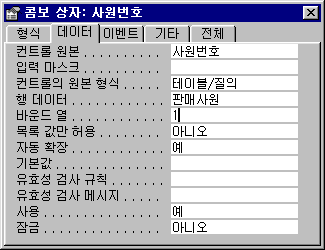 콤보 상자: 사원번호
형식 데이터 이벤트 기타 전체
컨트롤 원본 . . . . . . . . . 사원번호
입력 마스크 . . . . . . . . .
컨트롤의 원본 형식 . . . . . 테이블/질의
행 데이터 . . . . . . . . . . 판매사원
바운드 열 . . . . . . . . . . 1
목록 값만 허용 . . . . . . . 아니오
자동 확장 . . . . . . . . . . 예
기본값 . . . . . . . . . . . .
유효성 검사 규칙 . . . . . .
유효성 검사 메시지 . . . . .
사용 . . . . . . . . . . . . . 예
잠금 . . . . . . . . . . . . . 아니오